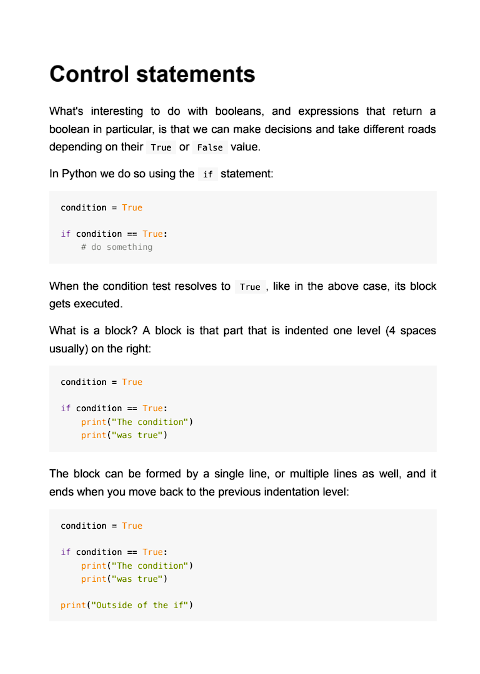 Control statements
What's interesting to do with booleans, and expressions that return a
boolean in particular, is that we can make decisions and take different roads
depending on their True or False value.
In Python we do so using the if statement:
condition = True
if condition == True:
    # do something
When the condition test resolves to True , like in the above case, its block
gets executed.
What is a block? A block is that part that is indented one level (4 spaces
usually) on the right:
condition = True
if condition == True:
    print("The condition")
    print("was true")
The block can be formed by a single line, or multiple lines as well, and it
ends when you move back to the previous indentation level:
condition = True
if condition == True:
    print("The condition")
    print("was true")
print("Outside of the if")